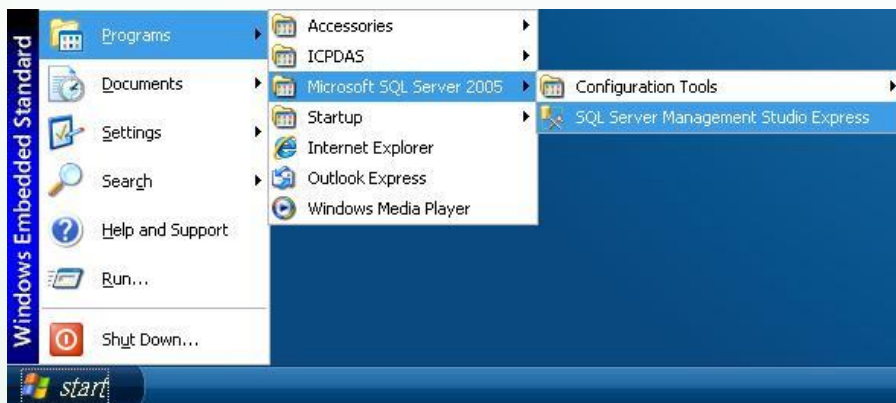 Windows Embedded Standard
Programs
Documents
Settings
Search
Help and Support
Run...
Shut Down...
Accessories
ICPDAS
Microsoft SQL Server 2005
Startup
Internet Explorer
Outlook Express
Windows Media Player
Configuration Tools
SQL Server Management Studio Express
start